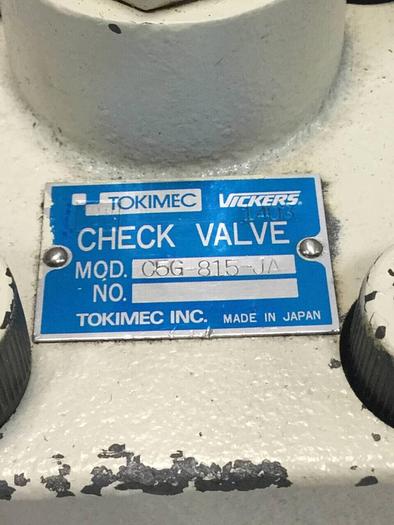 TOKIMEC VICKERS
CHECK VALVE
MOD. C5G-815-JA
NO.
TOKIMEC INC. MADE IN JAPAN